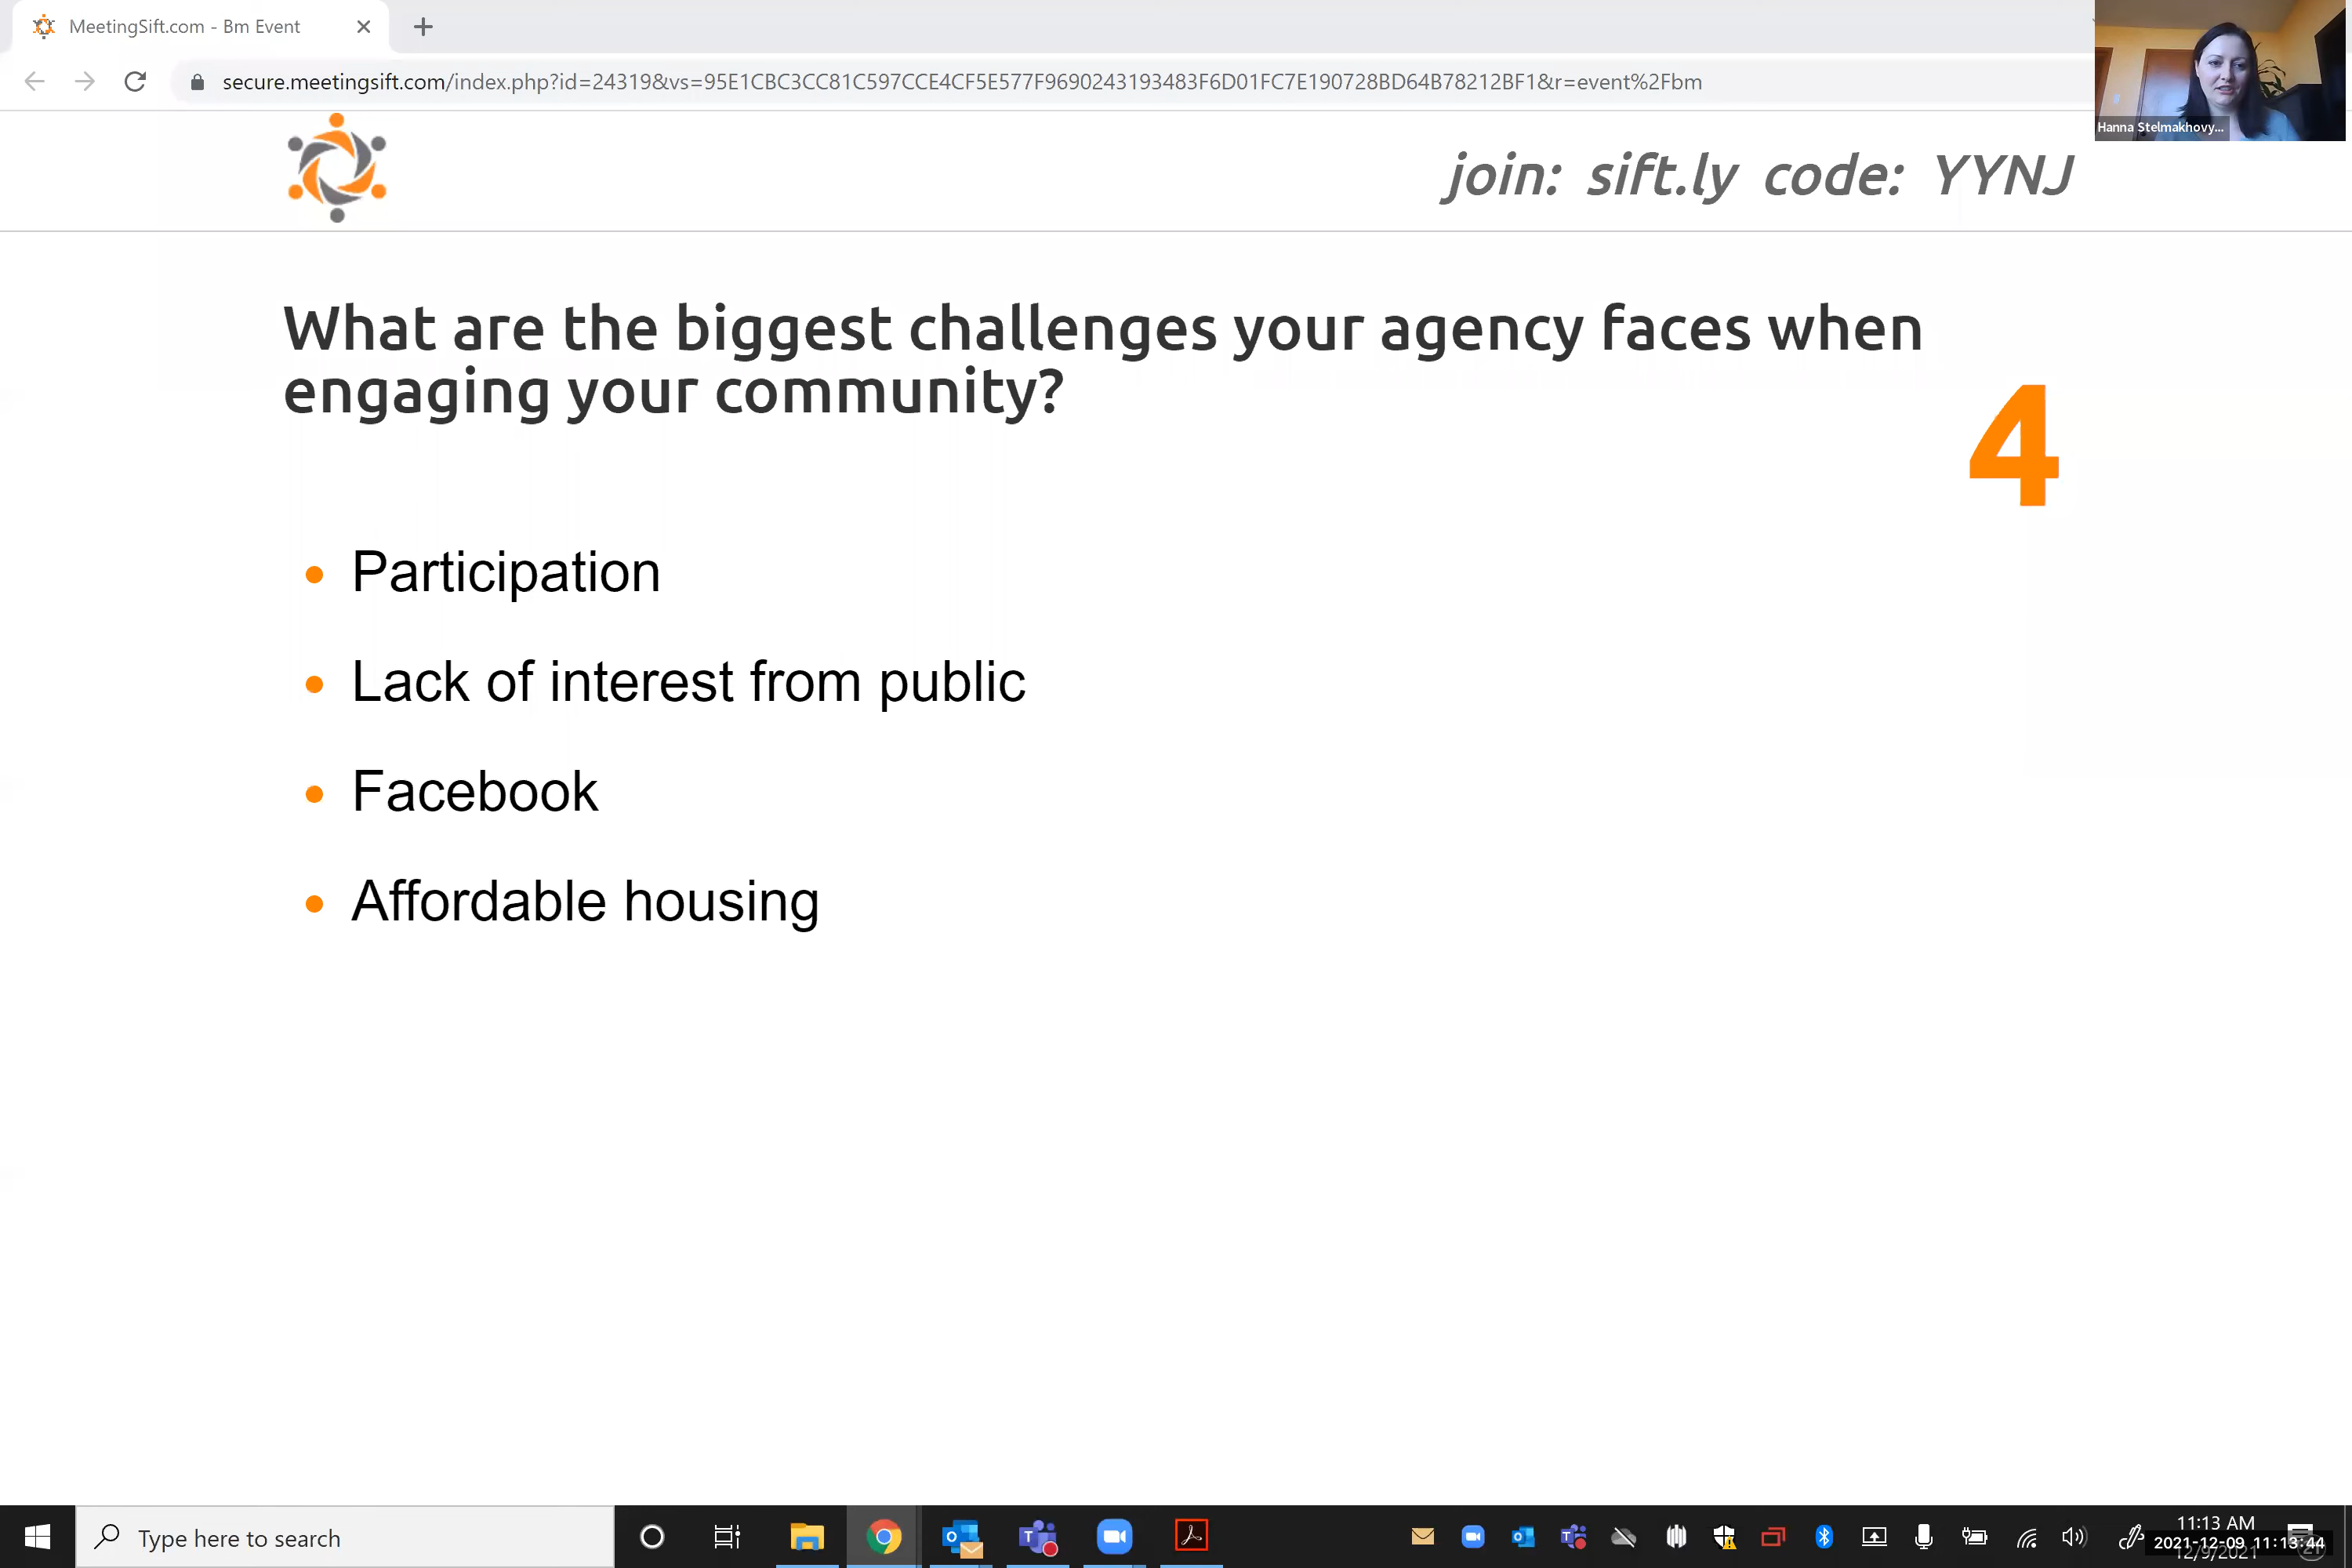 MeetingSift.com - Bm Event
secure.meetingsift.com/index.php?id=24319&vs=95E1CBC3CC81C597CCE4CF5E577F9690243193483F6D01FC7E190728BD64B78212BF1&r=event%2Fbm
Hanna Stelmakhovy...
join: sift.ly code: YYNJ
What are the biggest challenges your agency faces when
engaging your community?
4
• Participation
• Lack of interest from public
• Facebook
• Affordable housing
Type here to search
11:13 AM
2021-12-09 11:13:44
12/9/2021
21